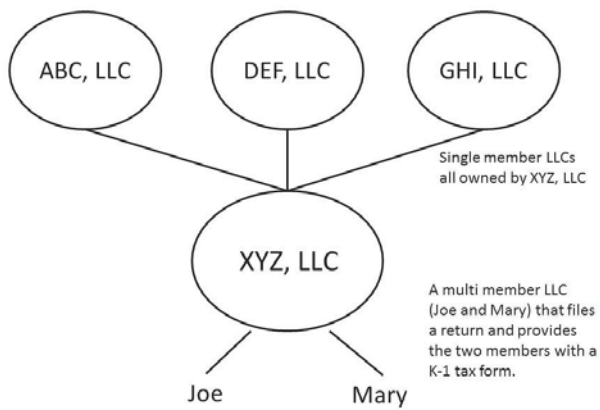 ABC, LLC
DEF, LLC
GHI, LLC
Single member LLCs
all owned by XYZ, LLC
XYZ, LLC
A multi member LLC
(Joe and Mary) that files
a return and provides
the two members with a
K-1 tax form.
Joe
Mary